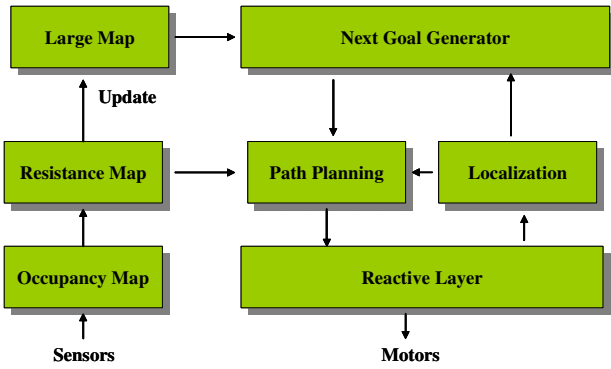 Large Map
Next Goal Generator
Update
Resistance Map
Path Planning
Localization
Occupancy Map
Reactive Layer
Sensors
Motors